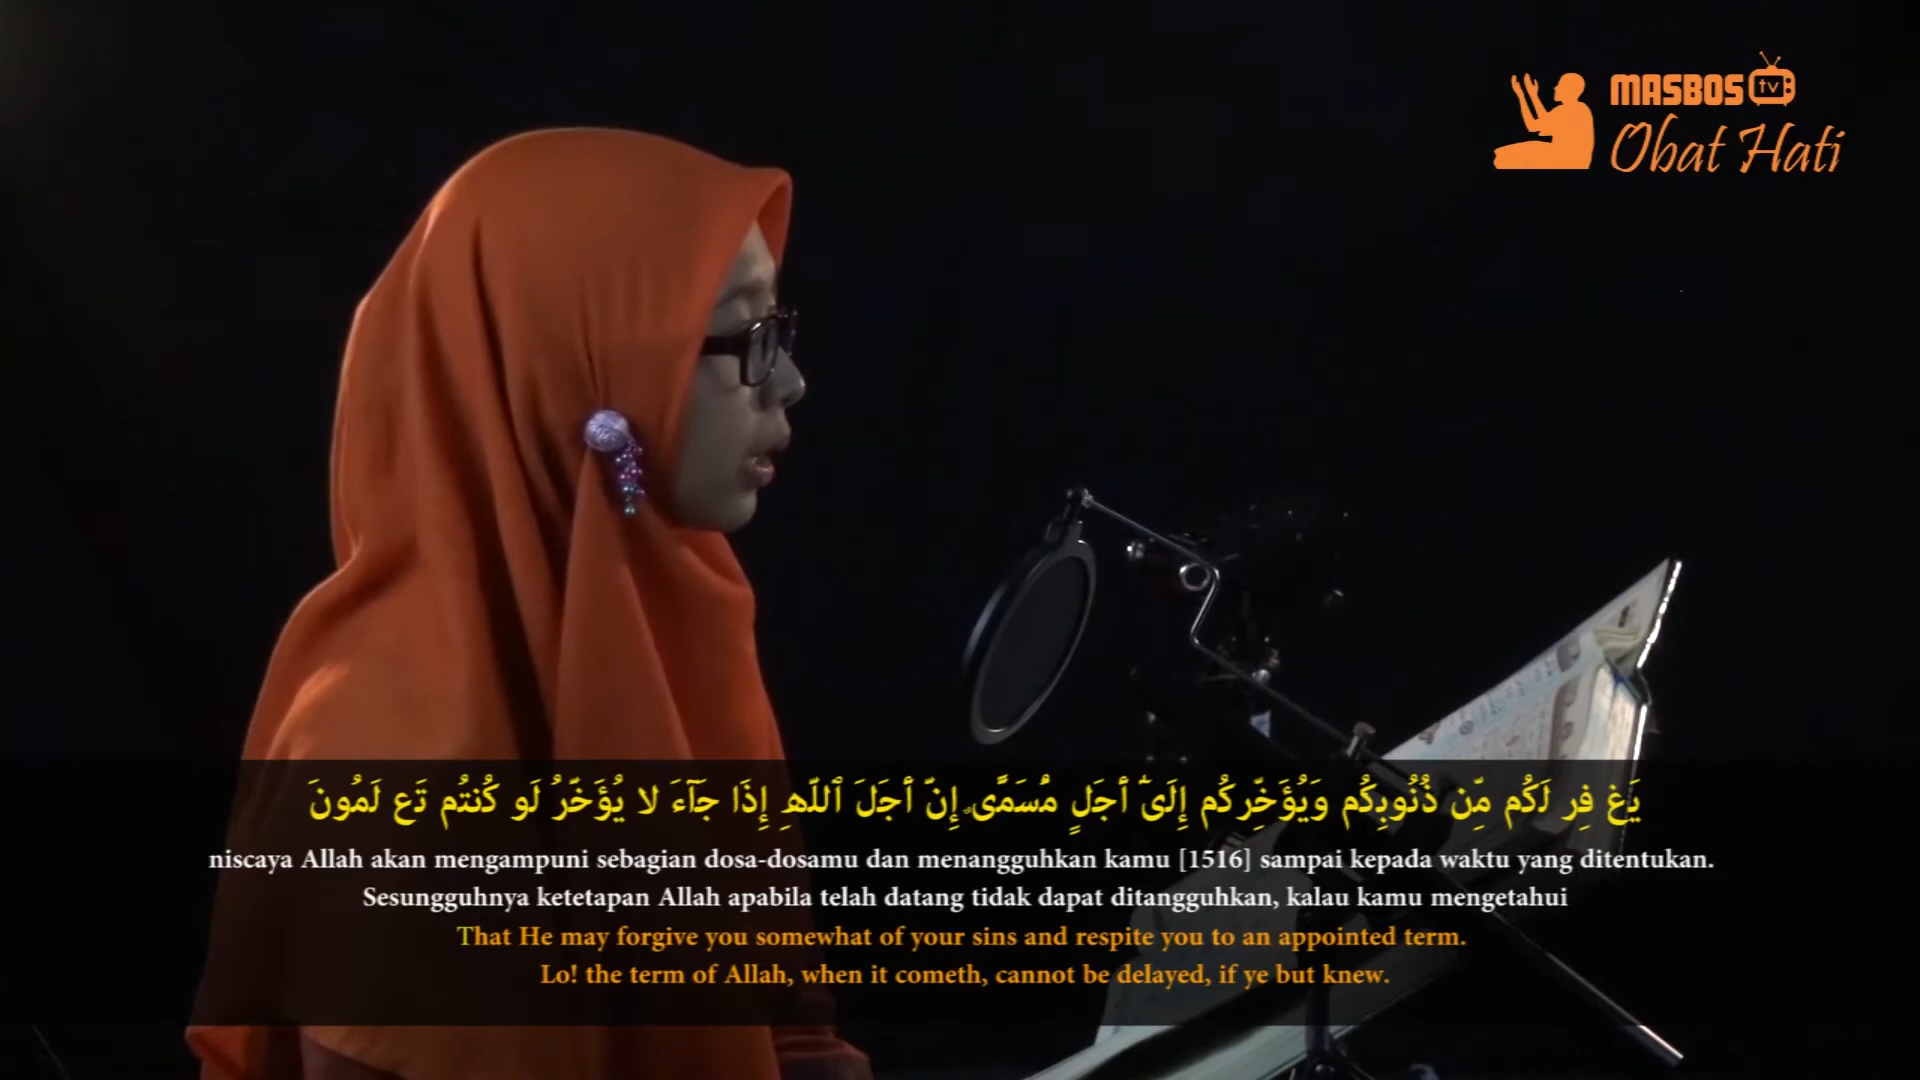 MASBOS tv
Obat Hati
يَغ فِر لَكُم مِّن ذُنُوبِكُم وَيُؤَخِّركُم إِلَىٰٓ أَجَلٍ مُّسَمًّىۚ إِنَّ أَجَلَ ٱللَّهِ إِذَا جَآءَ لَا يُؤَخَّرُ لَو كُنتُم تَع لَمُونَ
niscaya Allah akan mengampuni sebagian dosa-dosamu dan menangguhkan kamu [1516] sampai kepada waktu yang ditentukan.
Sesungguhnya ketetapan Allah apabila telah datang tidak dapat ditangguhkan, kalau kamu mengetahui
That He may forgive you somewhat of your sins and respite you to an appointed term.
Lo! the term of Allah, when it cometh, cannot be delayed, if ye but knew.